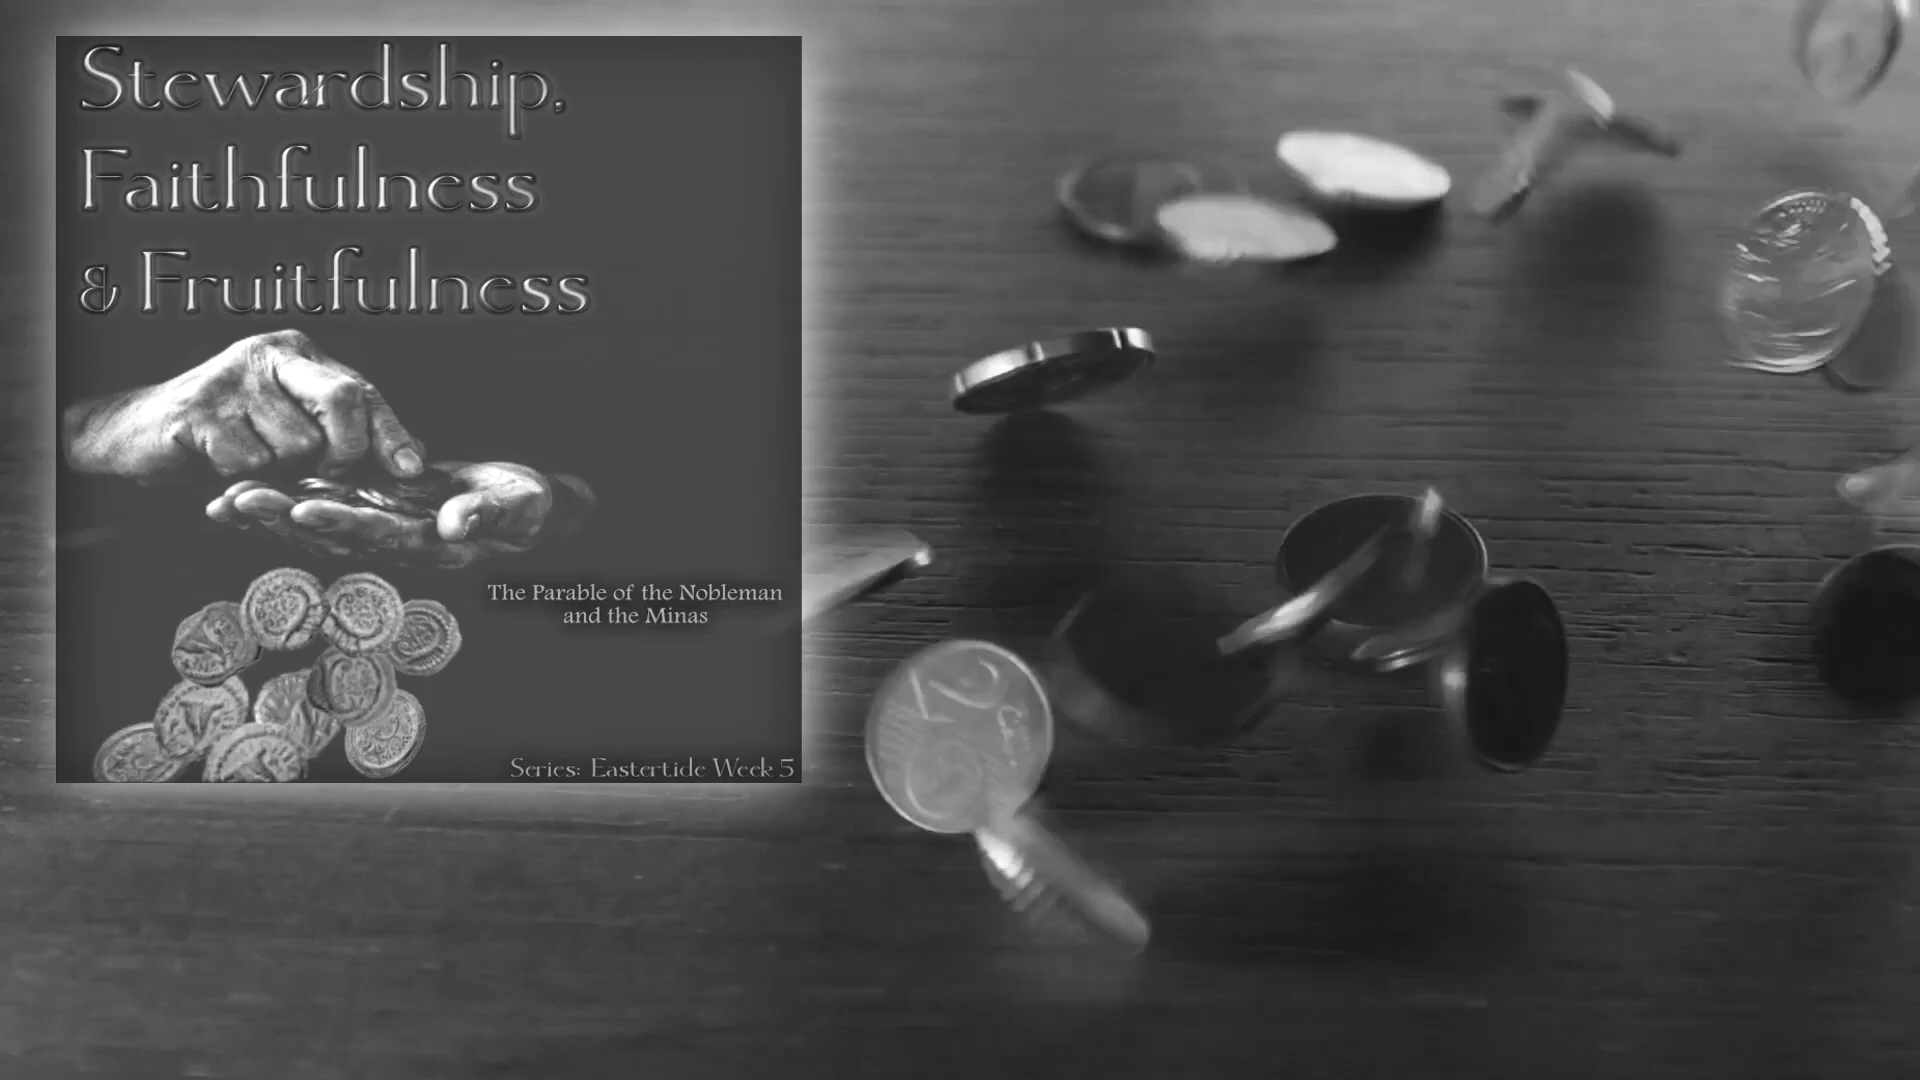 Stewardship,
Faithfulness
& Fruitfulness
The Parable of the Nobleman
and the Minas
Series: Eastertide Week 5